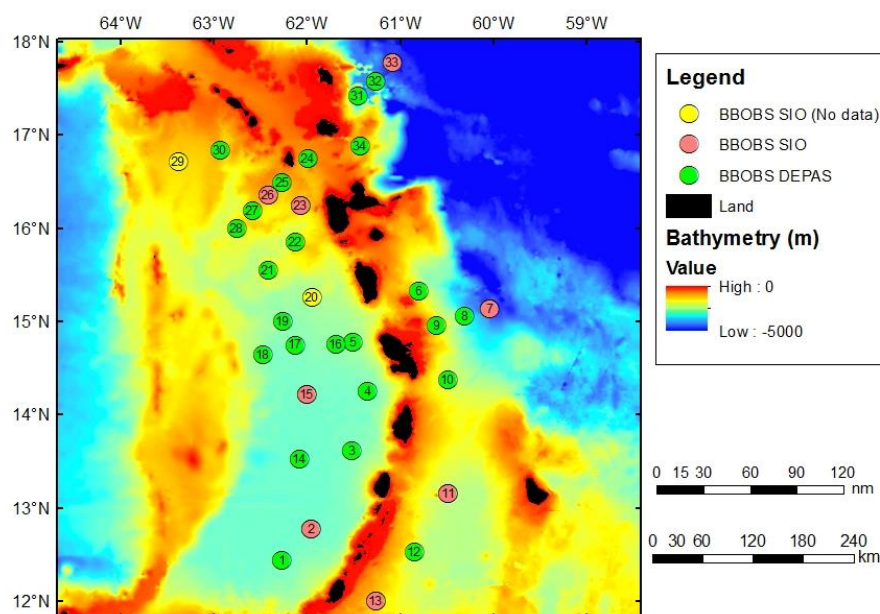 64°W 63°W 62°W 61°W 60°W 59°W
18°N
33
32
31
17°N
34
30
24
29
25
26
23
27
16°N
28
22
21
6
20
7
15°N
8
19
9
5
16
17
18
10
4
15
14°N
3
14
11
13°N
2
12
1
12°N
13
Legend
BBOBS SIO (No data)
BBOBS SIO
BBOBS DEPAS
Land
Bathymetry (m)
Value
High : 0
Low : -5000
0 15 30 60 90 120
nm
0 30 60 120 180 240
km